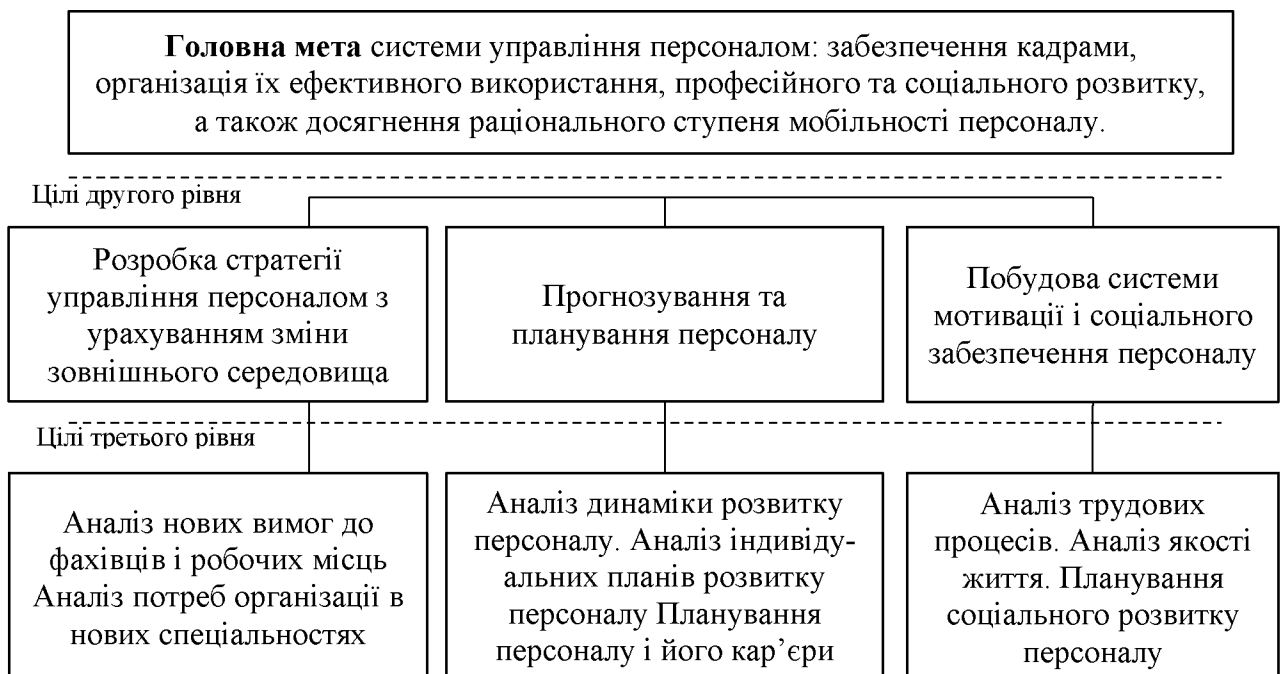 Головна мета системи управління персоналом: забезпечення кадрами,
організація їх ефективного використання, професійного та соціального розвитку,
а також досягнення раціонального ступеня мобільності персоналу.
Цілі другого рівня
Розробка стратегії
управління персоналом з
урахуванням зміни
зовнішнього середовища
Прогнозування та
планування персоналу
Побудова системи
мотивації і соціального
забезпечення персоналу
Цілі третього рівня
Аналіз нових вимог до
фахівців і робочих місць
Аналіз потреб організації в
нових спеціальностях
Аналіз динаміки розвитку
персоналу. Аналіз індивіду-
альних планів розвитку
персоналу Планування
персоналу і його кар’єри
Аналіз трудових
процесів. Аналіз якості
життя. Планування
соціального розвитку
персоналу